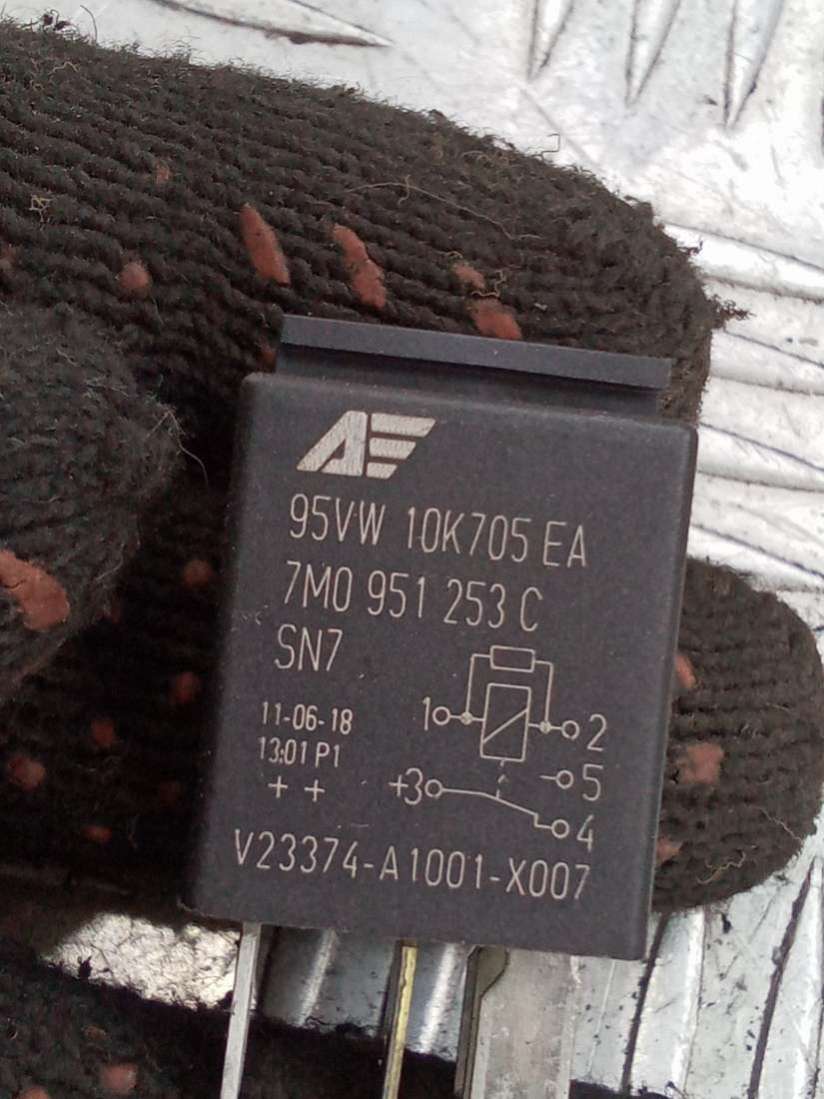 AE
95VW 10K705 EA
7M0 951 253 C
SN7
11-06-18
13:01 P1
+ +
1
2
5
+3
4
V23374-A1001-X007